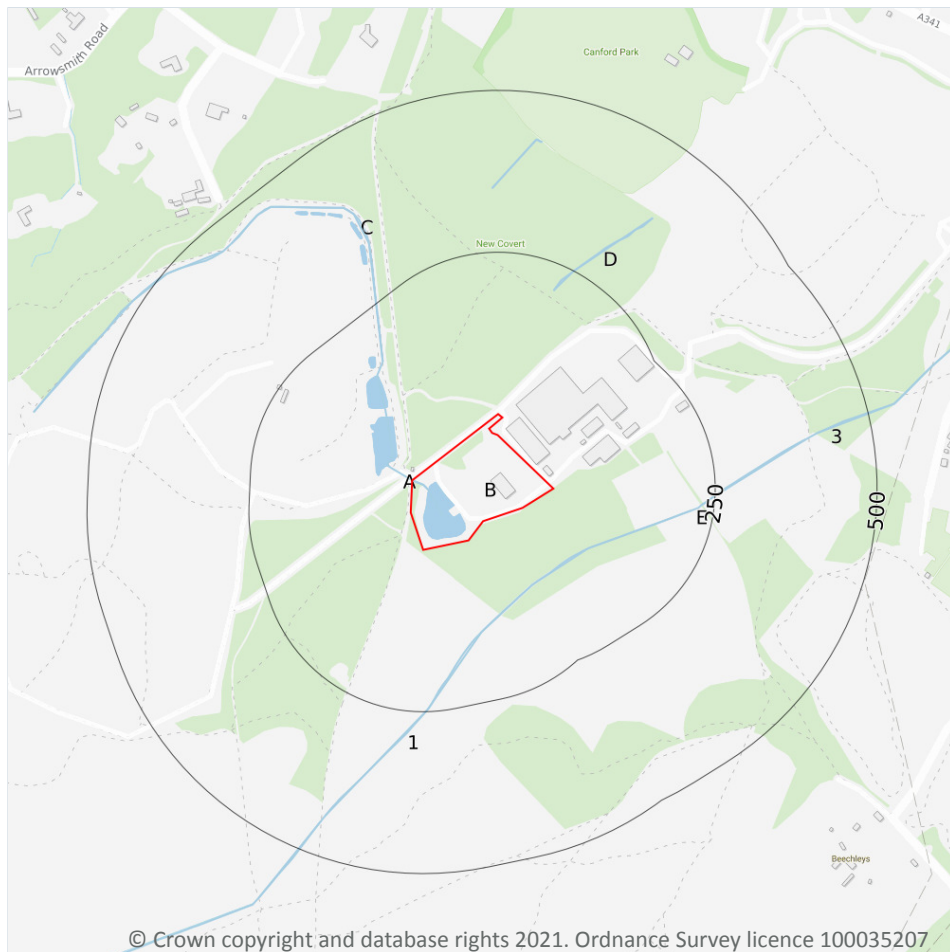 A341
Arrowsmith Road
Canford Park
C
New Covert
D
3
A
B
250
500
E
1
Beechleys
© Crown copyright and database rights 2021. Ordnance Survey licence 100035207